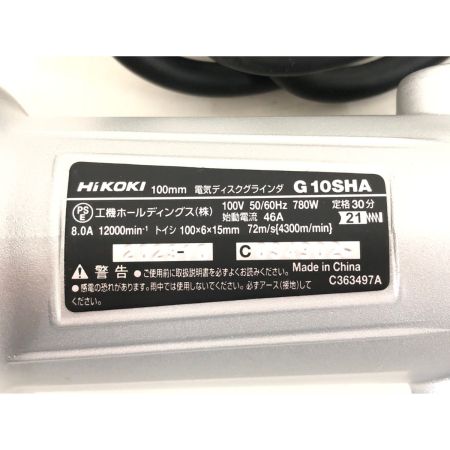 HiKOKI 100mm 電気ディスクグラインダ G10SHA
PSE 工機ホールディングス(株) 100V 50/60Hz 780W 定格30分
始動電流 46A 21
8.0A 12000min⁻¹ トイシ 100×6×15mm 72m/s{4300m/min}
C
⚠ 警告 ●ご使用前に取扱説明書を必ずよくお読みください。
●感電の恐れがあります。雨中では使用しないでください。必ずアース(接地)して
ください。
Made in China
C363497A